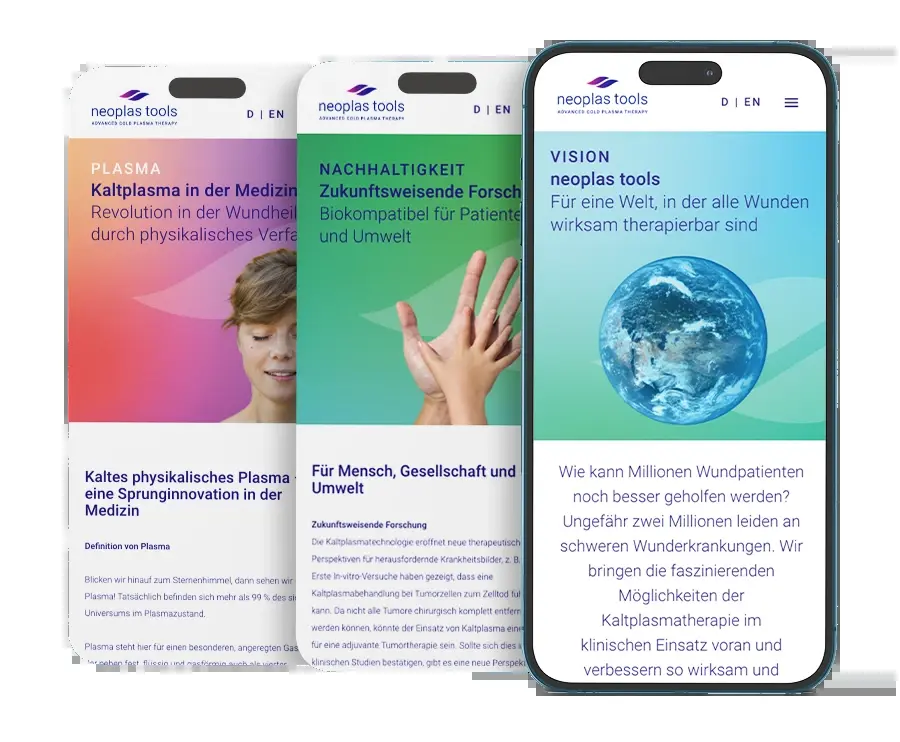 neoplas tools
ADVANCED COLD PLASMA THERAPY
D | EN
PLASMA
Kaltplasma in der Medizin
Revolution in der Wundheil
durch physikalisches Verfa
Kaltes physikalisches Plasma
eine Sprunginnovation in der
Medizin
Definition von Plasma
Blicken wir hinauf zum Sternenhimmel, dann sehen wir
Plasma! Tatsächlich befinden sich mehr als 99 % des
Universums im Plasmazustand.
Plasma steht hier für einen besonderen, angeregten Gas
neoplas tools
ADVANCED COLD PLASMA THERAPY
D | EN
NACHHALTIGKEIT
Zukunftsweisende Forsch
Biokompatibel für Patiente
und Umwelt
Für Mensch, Gesellschaft und
Umwelt
Zukunftsweisende Forschung
Die Kaltplasmatechnologie eröffnet neue therapeutisch
Perspektiven für herausfordernde Krankheitsbilder, z. B.
Erste In-vitro-Versuche haben gezeigt, dass eine
Kaltplasmabehandlung bei Tumorzellen zum Zelltod
kann. Da nicht alle Tumore chirurgisch komplett entfern
werden können, könnte der Einsatz von Kaltplasma eine
für eine adjuvante Tumortherapie sein. Sollte sich dies
klinischen Studien bestätigen, gibt es eine neue Perspek
neoplas tools
ADVANCED COLD PLASMA THERAPY
D | EN
VISION
neoplas tools
Für eine Welt, in der alle Wunden
wirksam therapierbar sind
Wie kann Millionen Wundpatienten
noch besser geholfen werden?
Ungefähr zwei Millionen leiden an
schweren Wunderkrankungen. Wir
bringen die faszinierenden
Möglichkeiten der
Kaltplasmatherapie im
klinischen Einsatz voran und
verbessern so wirksam und